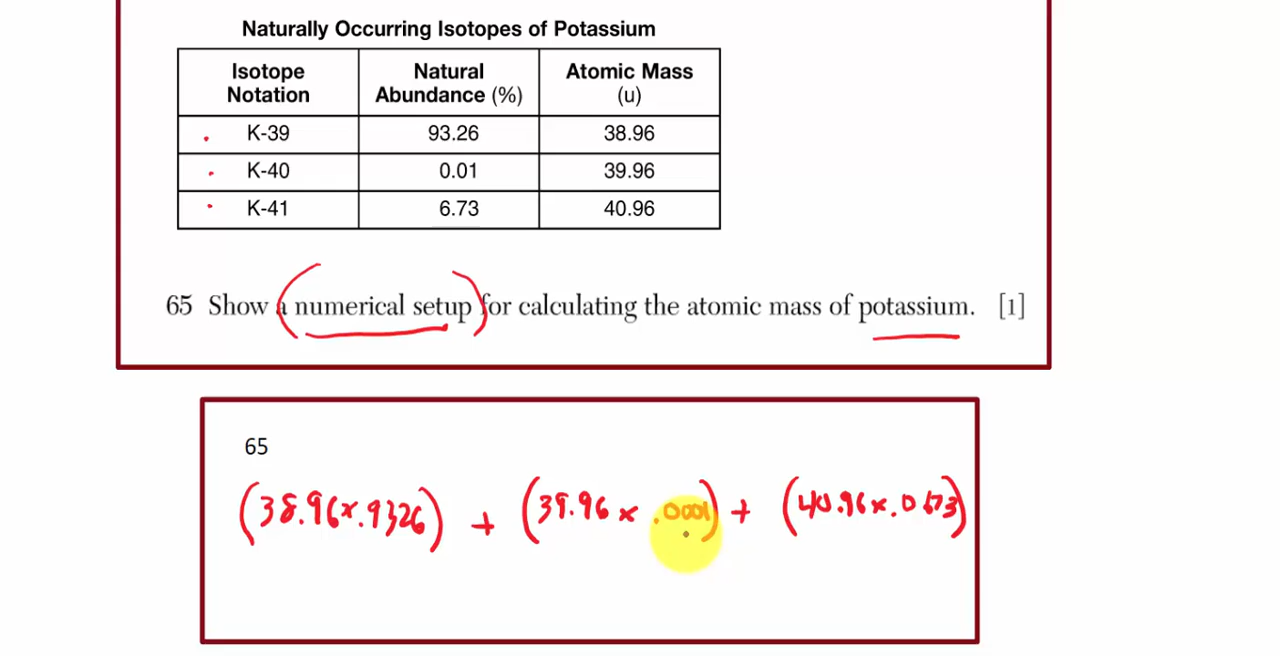 Naturally Occurring Isotopes of Potassium
Isotope Notation Natural Abundance (%) Atomic Mass (u)
K-39 93.26 38.96
K-40 0.01 39.96
K-41 6.73 40.96
65 Show a numerical setup for calculating the atomic mass of potassium. [1]
65
(38.96x.9326) + (39.96 x .0001) + (40.96x.0673)